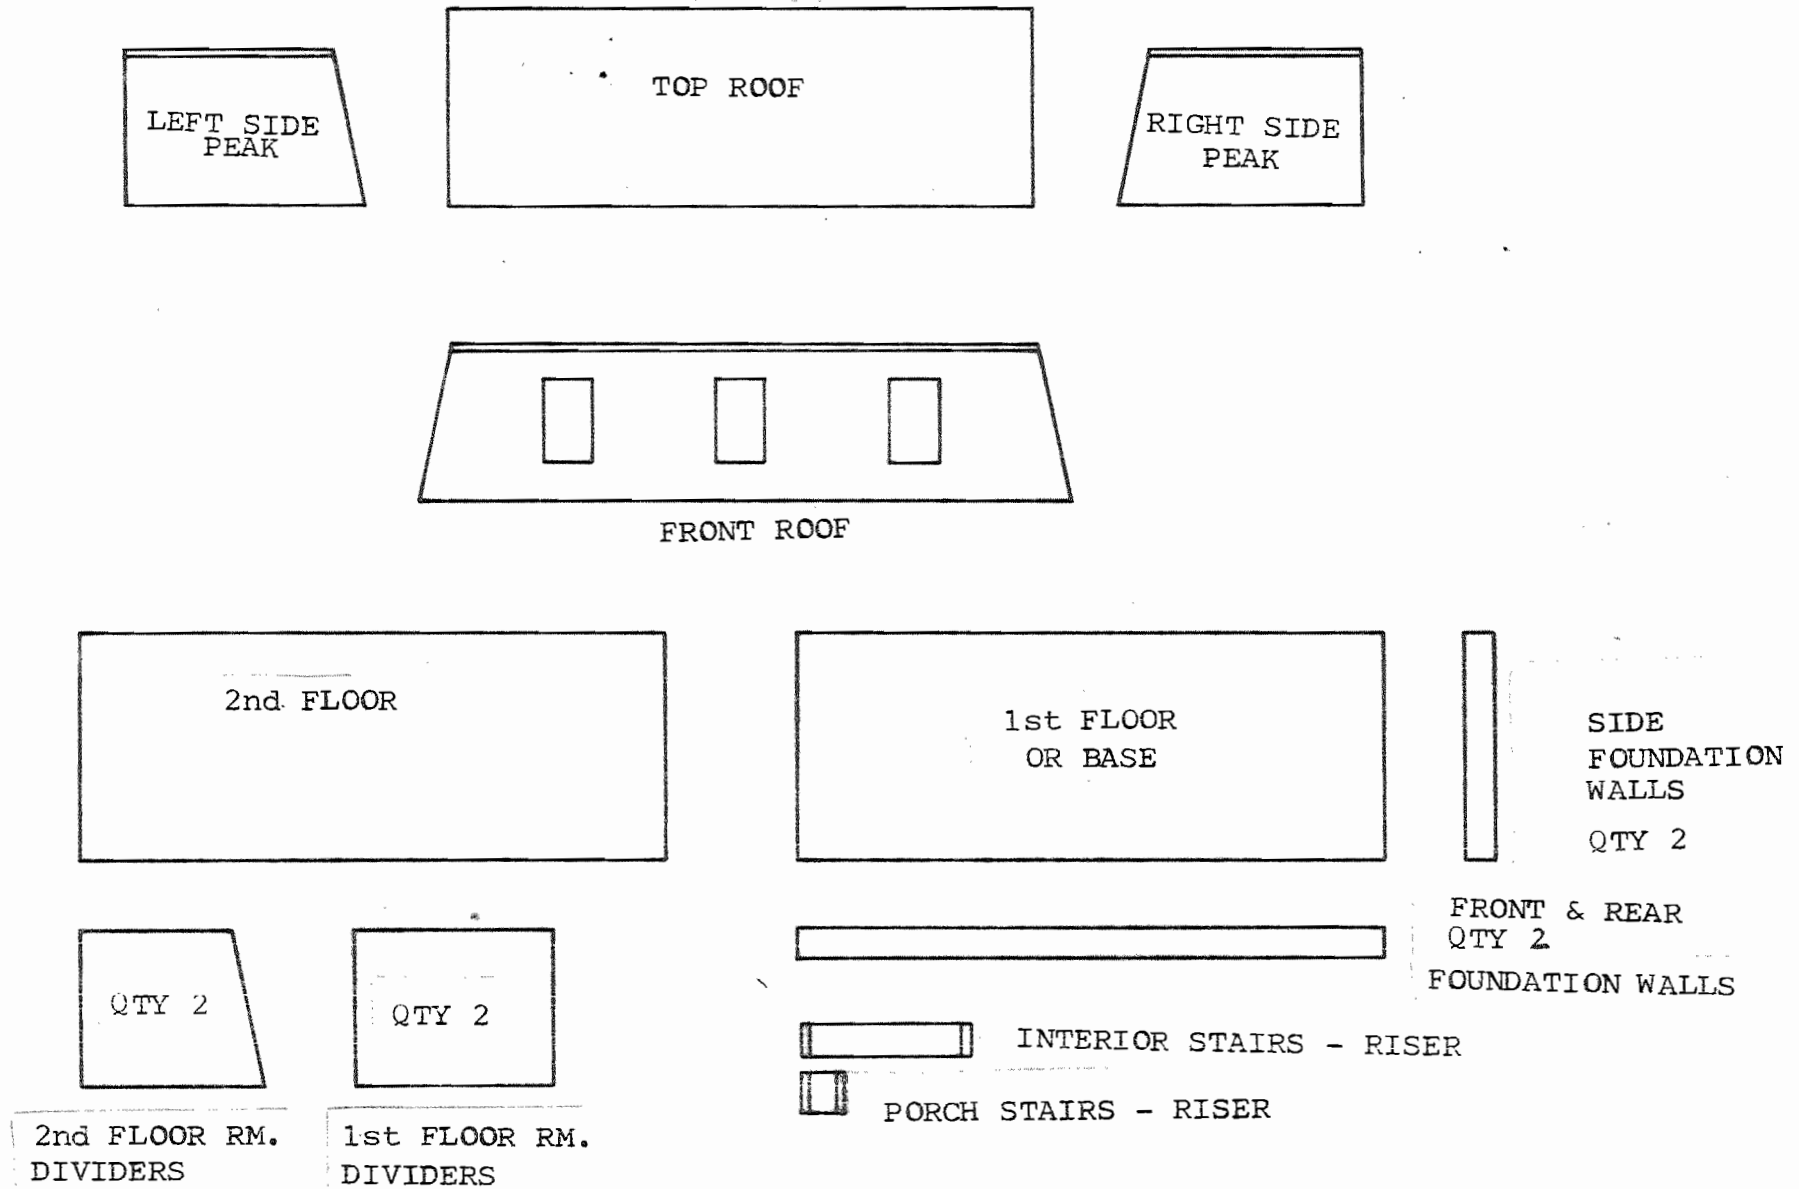 TOP ROOF
LEFT SIDE
PEAK
RIGHT SIDE
PEAK
FRONT ROOF
2nd FLOOR
1st FLOOR
OR BASE
SIDE
FOUNDATION
WALLS
QTY 2
FRONT & REAR
QTY 2
FOUNDATION WALLS
QTY 2
QTY 2
INTERIOR STAIRS - RISER
PORCH STAIRS - RISER
2nd FLOOR RM.
DIVIDERS
1st FLOOR RM.
DIVIDERS